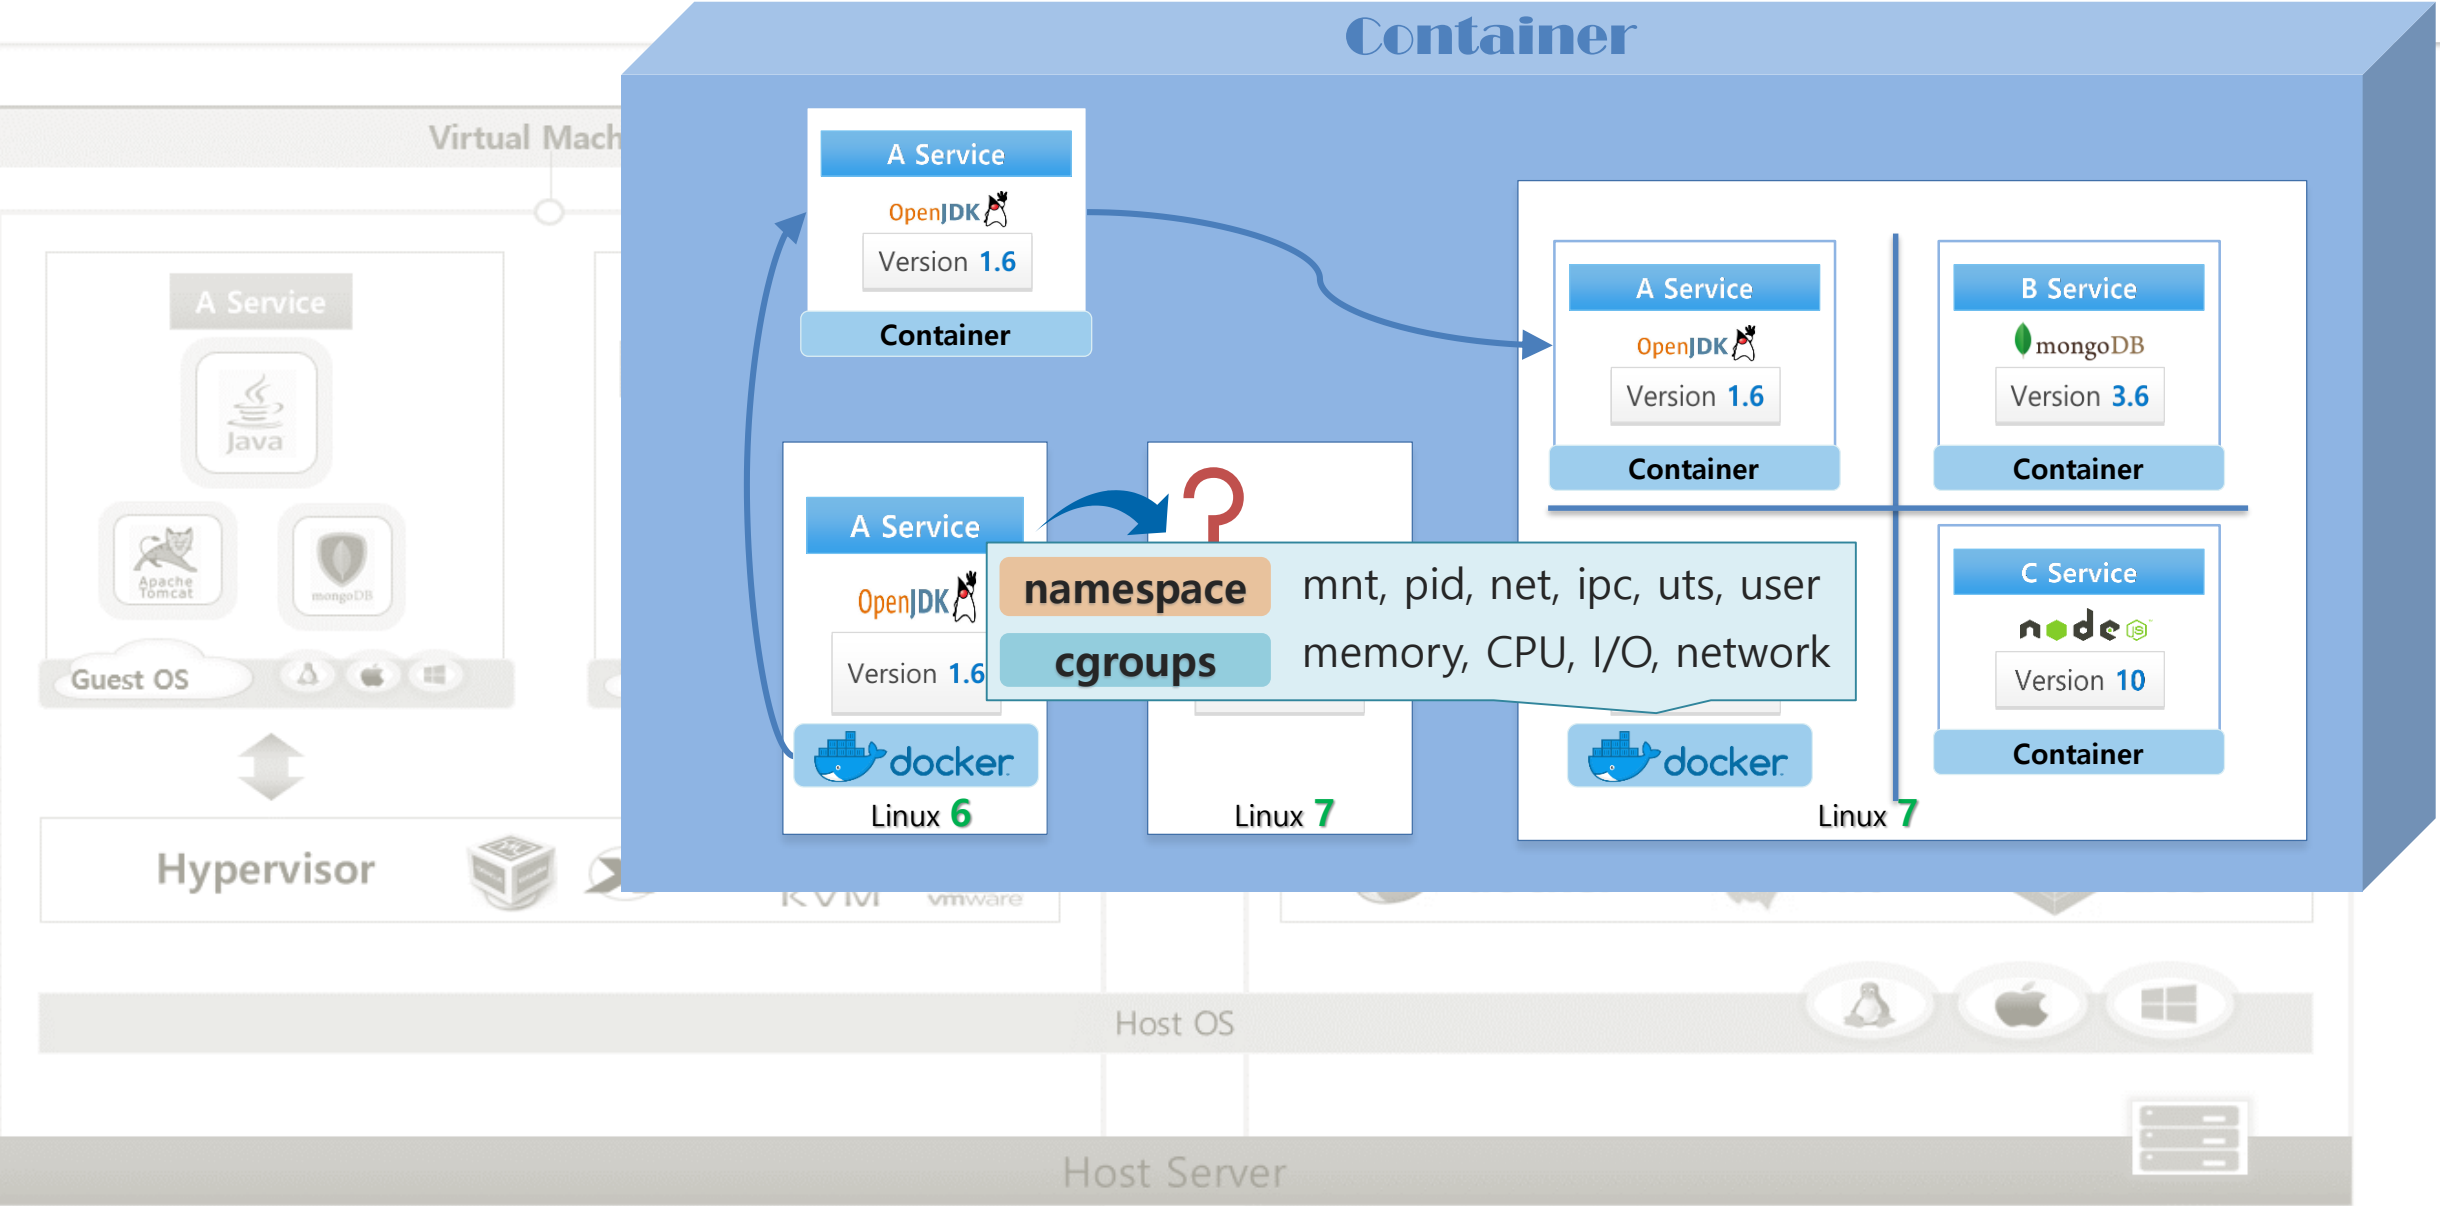 Container
Virtual Mach
A Service
OpenJDK
Version 1.6
Container
A Service
OpenJDK
Version 1.6
Container
B Service
mongoDB
Version 3.6
Container
A Service
Java
Apache
Tomcat
mongoDB
Guest OS
A Service
OpenJDK
Version 1.6
docker
Linux 6
?
Linux 7
namespace mnt, pid, net, ipc, uts, user
cgroups memory, CPU, I/O, network
docker
Linux 7
C Service
node JS
Version 10
Container
Hypervisor
KVM
vmware
Host OS
Host Server